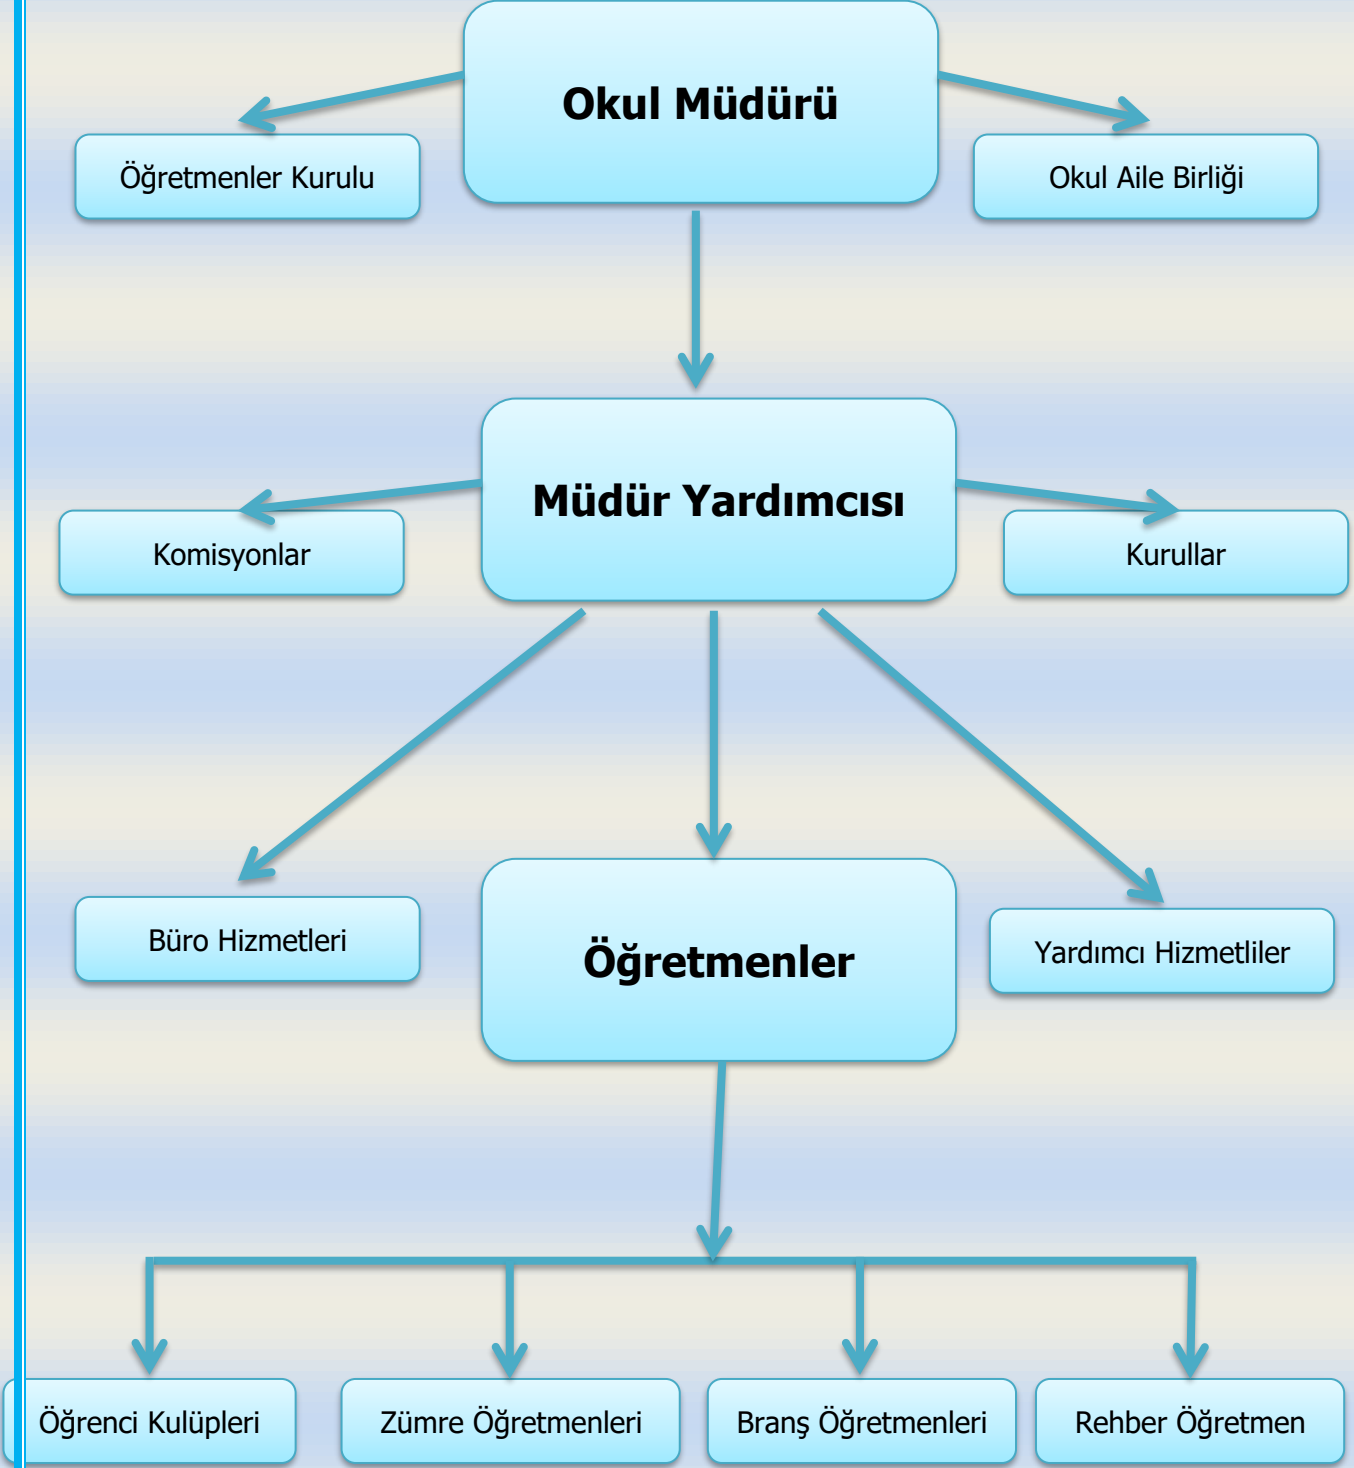 Okul Müdürü
Öğretmenler Kurulu
Okul Aile Birliği
Müdür Yardımcısı
Komisyonlar
Kurullar
Büro Hizmetleri
Öğretmenler
Yardımcı Hizmetliler
Öğrenci Kulüpleri
Zümre Öğretmenleri
Branş Öğretmenleri
Rehber Öğretmen